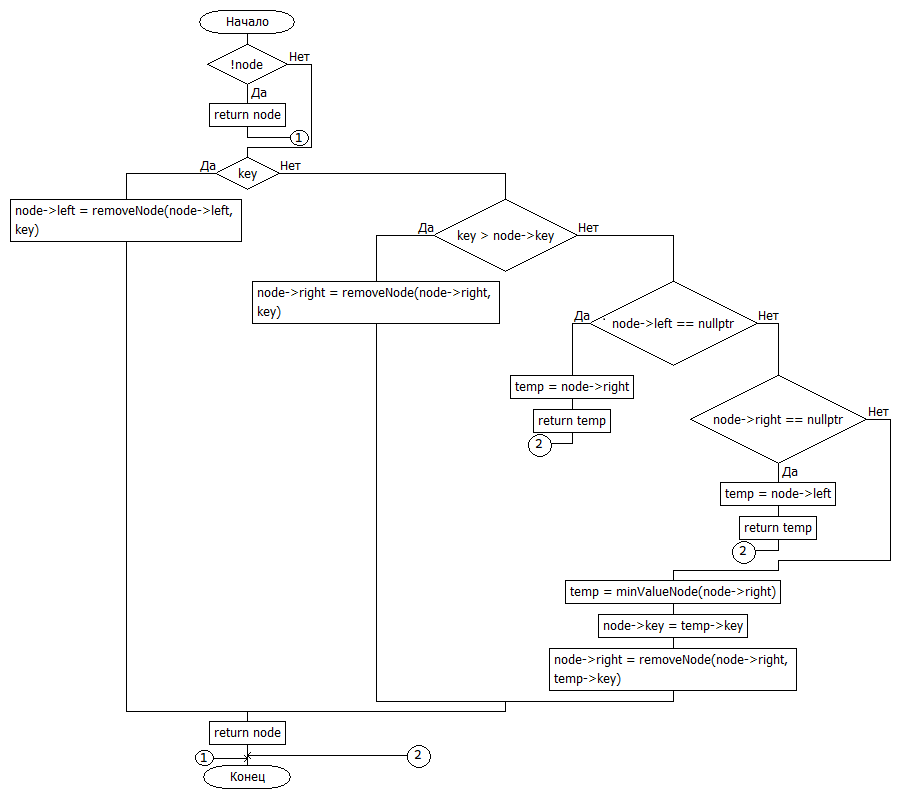 Начало
!node
Нет
Да
return node
1
Да
key
Нет
node->left = removeNode(node->left,
key)
Да
key > node->key
Нет
node->right = removeNode(node->right,
key)
Да
node->left == nullptr
Нет
temp = node->right
return temp
2
node->right == nullptr
Нет
Да
temp = node->left
return temp
2
temp = minValueNode(node->right)
node->key = temp->key
node->right = removeNode(node->right,
temp->key)
return node
1
2
Конец